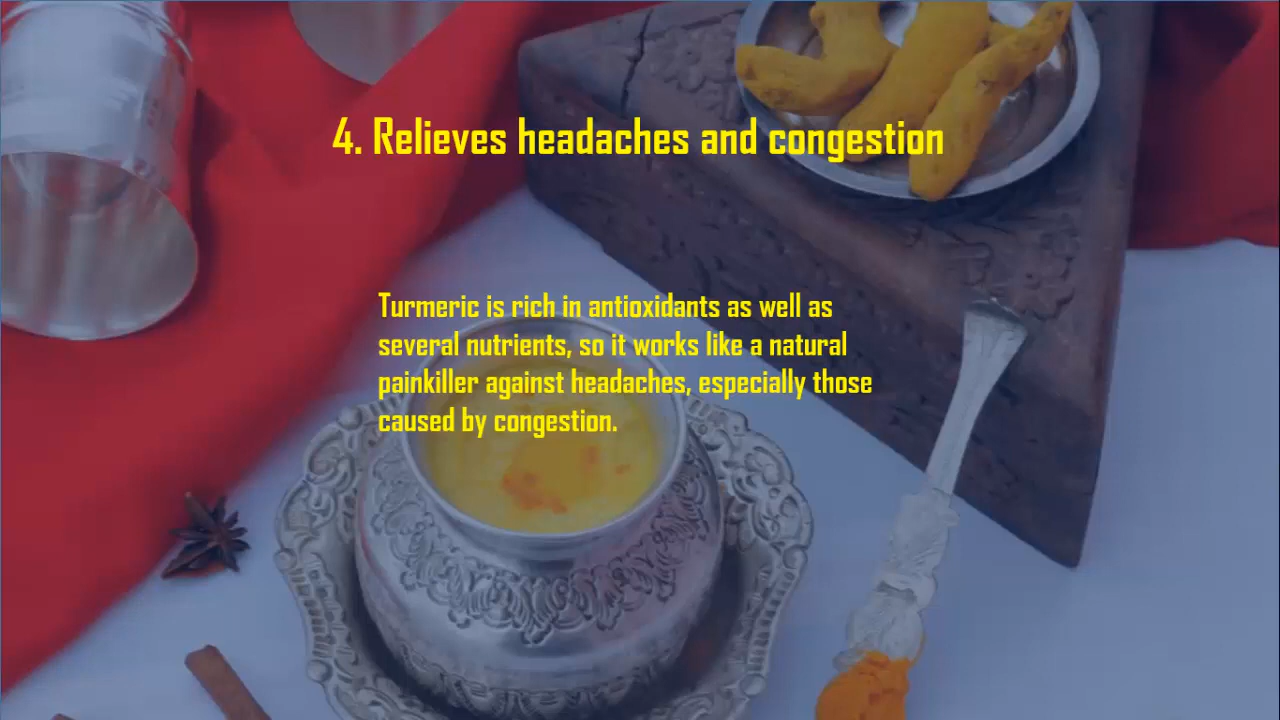 4. Relieves headaches and congestion
Turmeric is rich in antioxidants as well as
several nutrients, so it works like a natural
painkiller against headaches, especially those
caused by congestion.